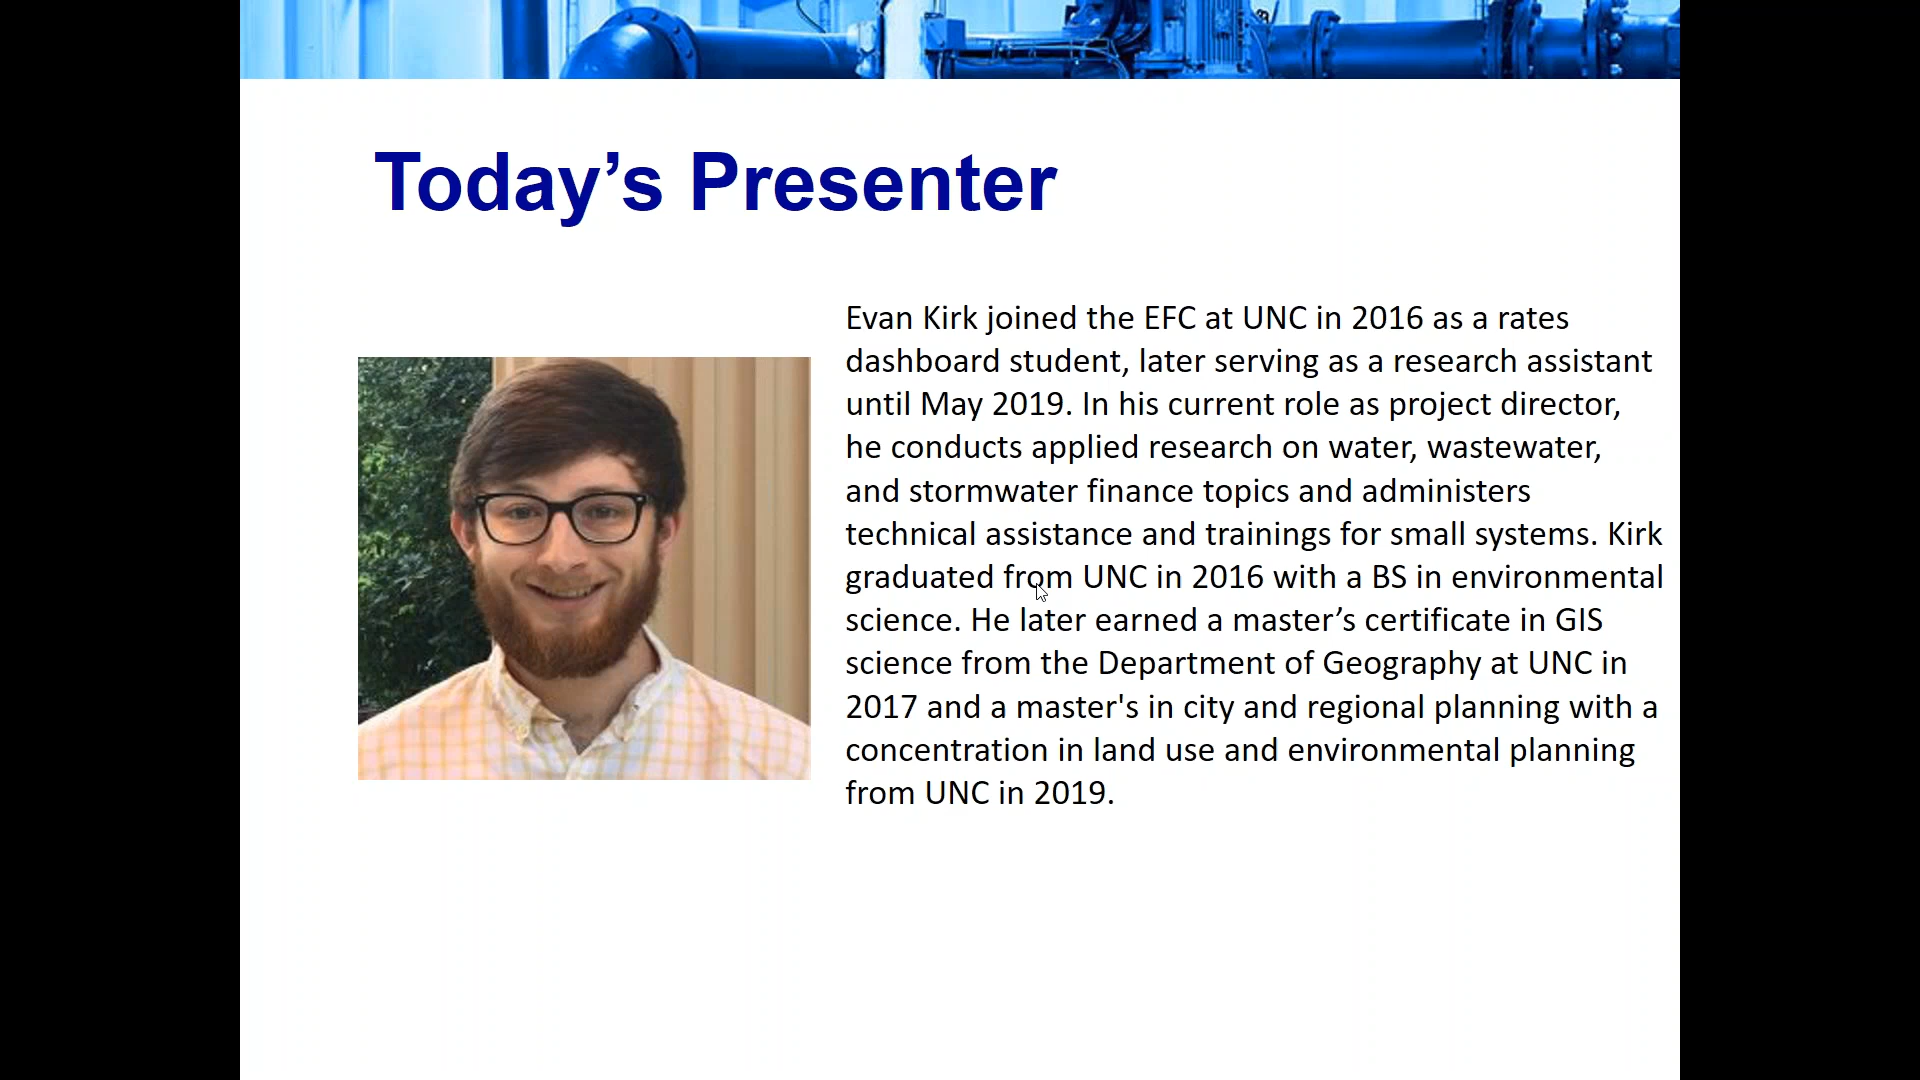 Today’s Presenter
Evan Kirk joined the EFC at UNC in 2016 as a rates
dashboard student, later serving as a research assistant
until May 2019. In his current role as project director,
he conducts applied research on water, wastewater,
and stormwater finance topics and administers
technical assistance and trainings for small systems. Kirk
graduated from UNC in 2016 with a BS in environmental
science. He later earned a master’s certificate in GIS
science from the Department of Geography at UNC in
2017 and a master's in city and regional planning with a
concentration in land use and environmental planning
from UNC in 2019.